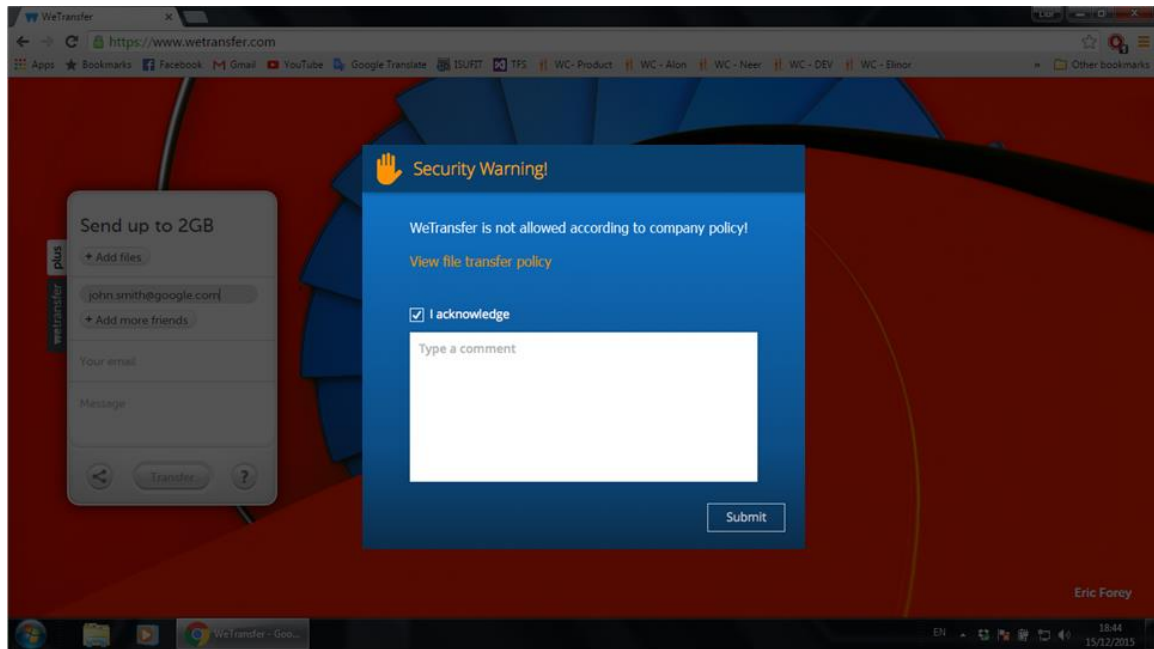 WeTransfer
Lior
https://www.wetransfer.com
Apps Bookmarks Facebook Gmail YouTube Google Translate ISUFIT TFS WC- Product WC - Alon WC - Neer WC - DEV WC - Elinor » Other bookmarks
Security Warning!
WeTransfer is not allowed according to company policy!
View file transfer policy
I acknowledge
Type a comment
Submit
Send up to 2GB
+ Add files
john.smith@google.com
+ Add more friends
Your email
Message
Transfer
?
wetransfer plus
Eric Forey
WeTransfer - Goo...
EN
18:44
15/12/2015